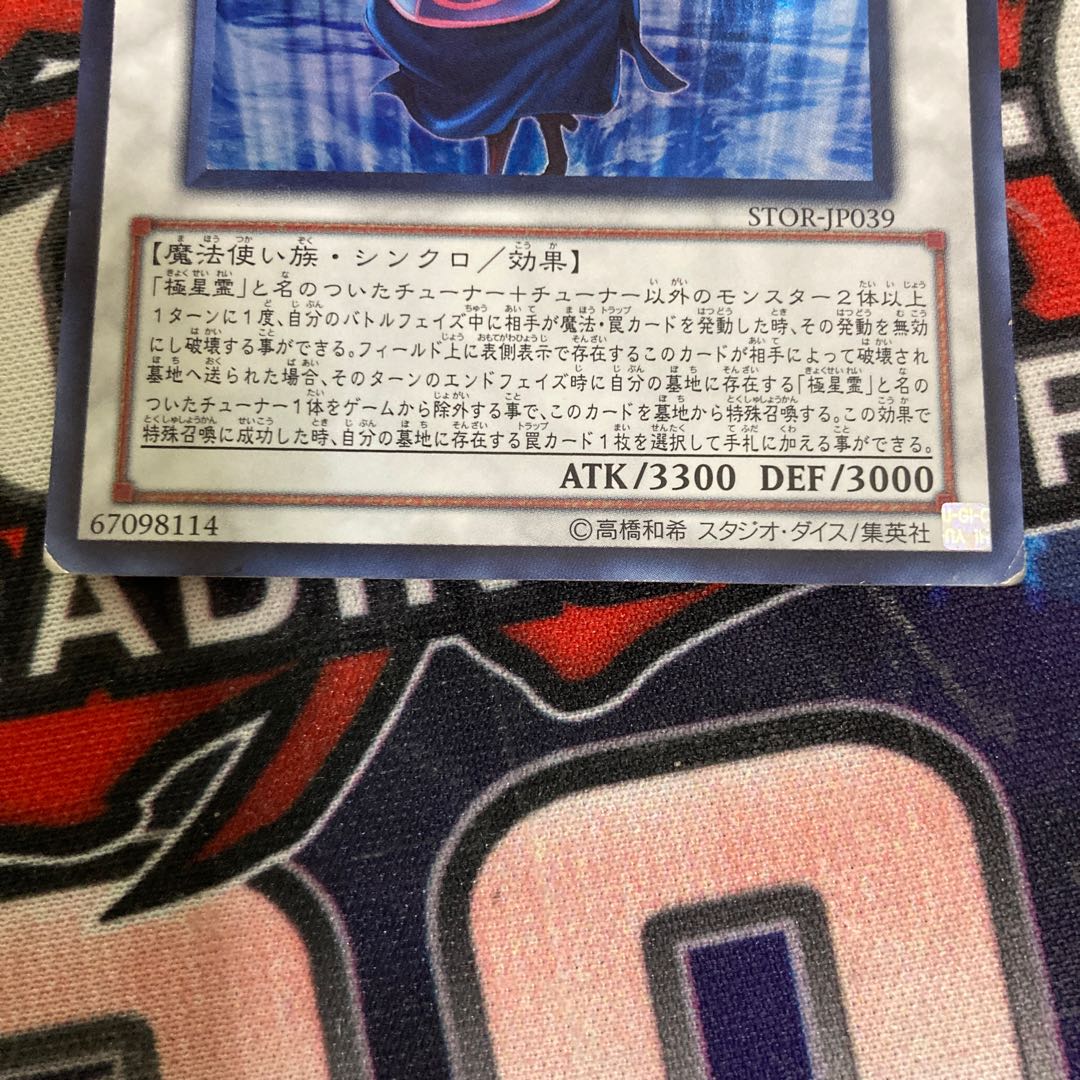 STOR-JP039
【魔法使い族・シンクロ/効果】
「極星霊」と名のついたチューナー+チューナー以外のモンスター2体以上
1ターンに1度、自分のバトルフェイズ中に相手が魔法・罠カードを発動した時、その発動を無効
にし破壊する事ができる。フィールド上に表側表示で存在するこのカードが相手によって破壊され
墓地へ送られた場合、そのターンのエンドフェイズ時に自分の墓地に存在する「極星霊」と名の
ついたチューナー1体をゲームから除外する事で、このカードを墓地から特殊召喚する。この効果で
特殊召喚に成功した時、自分の墓地に存在する罠カード1枚を選択して手札に加える事ができる。
ATK/3300 DEF/3000
67098114
©高橋和希 スタジオ・ダイス/集英社